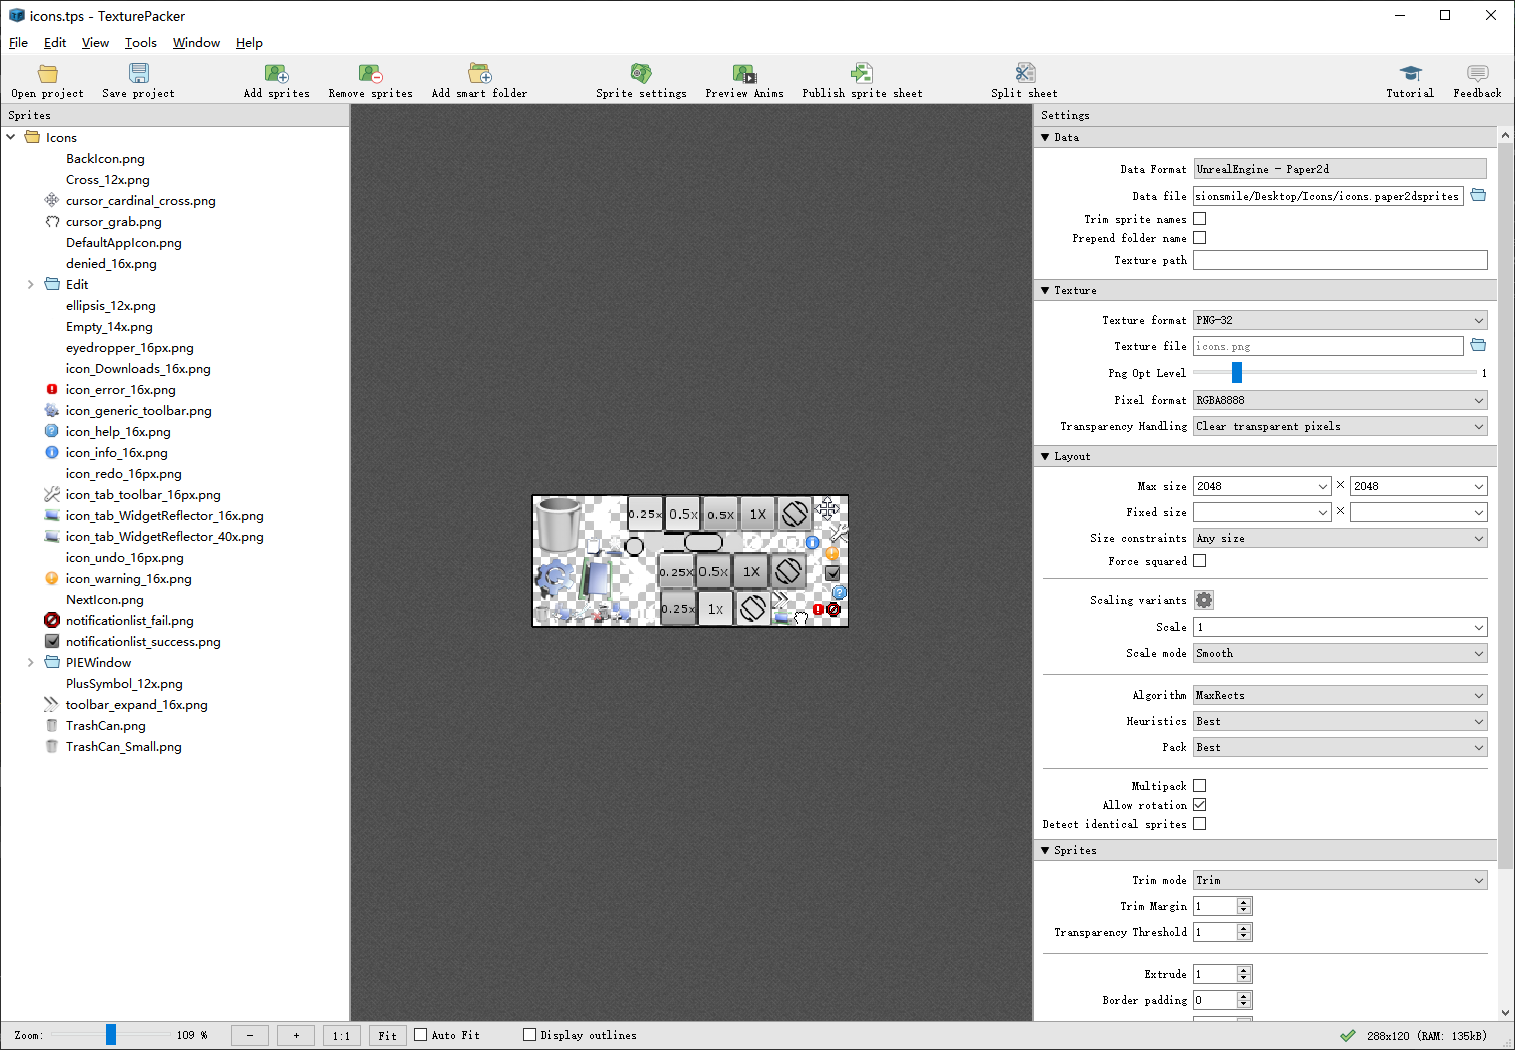 icons.tps - TexturePacker
File Edit View Tools Window Help
Open project Save project Add sprites Remove sprites Add smart folder Sprite settings Preview Anims Publish sprite sheet Split sheet Tutorial Feedback
Sprites
Icons
BackIcon.png
Cross_12x.png
cursor_cardinal_cross.png
cursor_grab.png
DefaultAppIcon.png
denied_16x.png
Edit
ellipsis_12x.png
Empty_14x.png
eyedropper_16px.png
icon_Downloads_16x.png
icon_error_16x.png
icon_generic_toolbar.png
icon_help_16x.png
icon_info_16x.png
icon_redo_16px.png
icon_tab_toolbar_16px.png
icon_tab_WidgetReflector_16x.png
icon_tab_WidgetReflector_40x.png
icon_undo_16px.png
icon_warning_16x.png
NextIcon.png
notificationlist_fail.png
notificationlist_success.png
PIEWindow
PlusSymbol_12x.png
toolbar_expand_16x.png
TrashCan.png
TrashCan_Small.png
0.25x 0.5x 0.5x 1X
0.25X 0.5x 1X
0.25x 1x
Settings
Data
Data Format UnrealEngine - Paper2d
Data file sionsmile/Desktop/Icons/icons.paper2dsprites
Trim sprite names
Prepend folder name
Texture path
Texture
Texture format PNG-32
Texture file icons.png
Png Opt Level 1
Pixel format RGBA8888
Transparency Handling Clear transparent pixels
Layout
Max size 2048 × 2048
Fixed size ×
Size constraints Any size
Force squared
Scaling variants
Scale 1
Scale mode Smooth
Algorithm MaxRects
Heuristics Best
Pack Best
Multipack
Allow rotation
Detect identical sprites
Sprites
Trim mode Trim
Trim Margin 1
Transparency Threshold 1
Extrude 1
Border padding 0
Zoom: 109 % - + 1:1 Fit Auto Fit Display outlines 288x120 (RAM: 135kB)